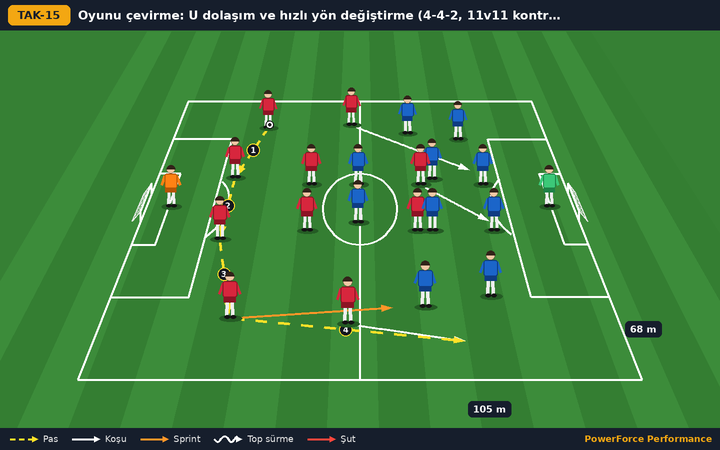 TAK-15 Oyunu çevirme: U dolaşım ve hızlı yön değiştirme (4-4-2, 11v11 kontr…
1
2
3
4
68 m
105 m
Pas Koşu Sprint Top sürme Şut PowerForce Performance